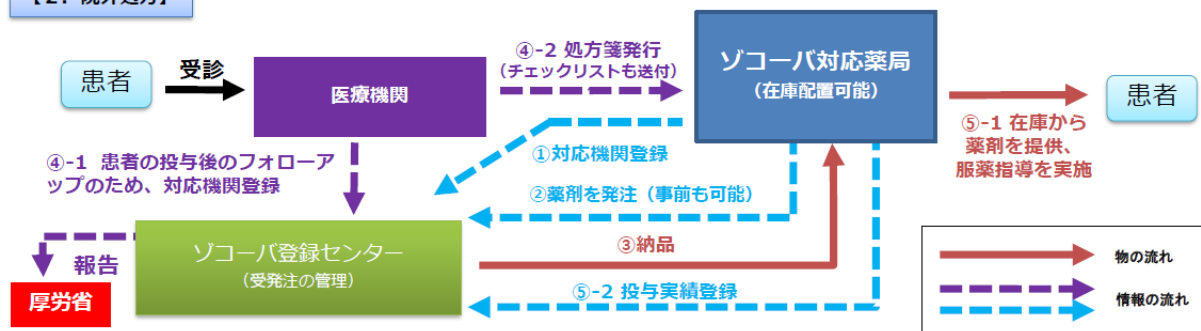 【2．院外処方】
患者
受診
医療機関
④-2 処方箋発行
（チェックリストも送付）
ゾコーバ対応薬局
（在庫配置可能）
患者
⑤-1 在庫から
薬剤を提供、
服薬指導を実施
④-1 患者の投与後のフォローア
ップのため、対応機関登録
①対応機関登録
②薬剤を発注（事前も可能）
ゾコーバ登録センター
（受発注の管理）
③納品
⑤-2 投与実績登録
報告
厚労省
物の流れ
情報の流れ